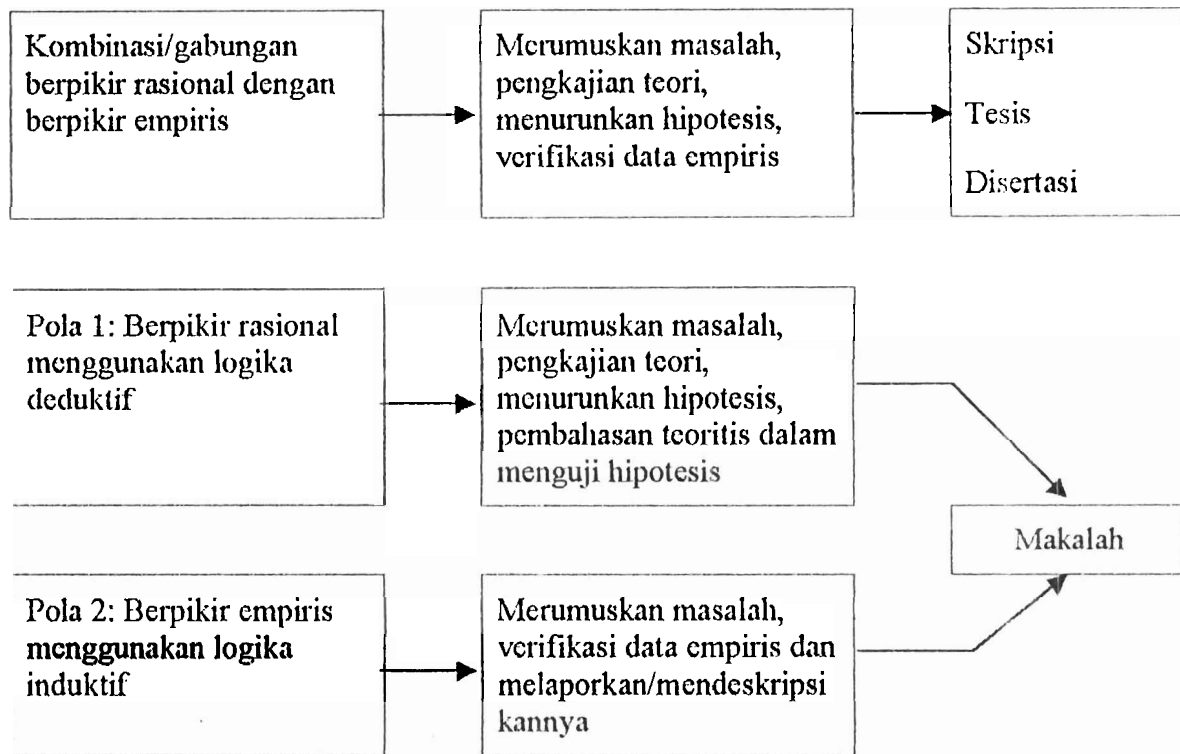 Kombinasi/gabungan
berpikir rasional dengan
berpikir empiris
Merumuskan masalah,
pengkajian teori,
menurunkan hipotesis,
verifikasi data empiris
Skripsi
Tesis
Disertasi
Pola 1: Berpikir rasional
menggunakan logika
deduktif
Merumuskan masalah,
pengkajian teori,
menurunkan hipotesis,
pembahasan teoritis dalam
menguji hipotesis
Makalah
Pola 2: Berpikir empiris
menggunakan logika
induktif
Merumuskan masalah,
verifikasi data empiris dan
melaporkan/mendeskripsi
kannya